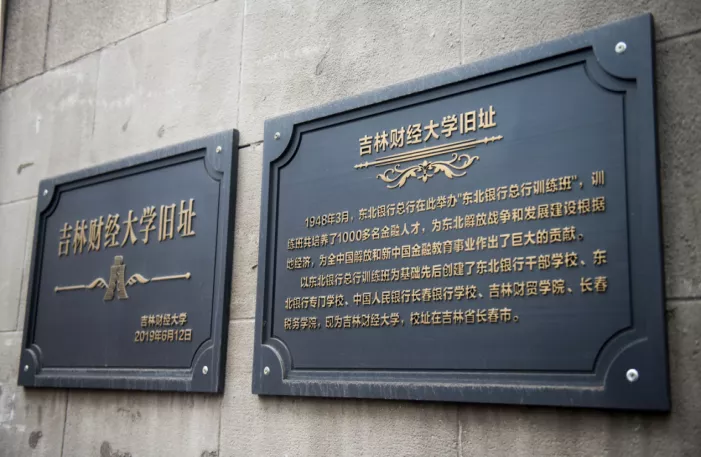 吉林财经大学旧址
吉林财经大学
2019年6月12日
吉林财经大学旧址
1948年3月，东北银行总行在此举办"东北银行总行训练班"，训
练班共培养了1000多名金融人才，为东北解放战争和发展建设根据
地经济，为全中国解放和新中国金融教育事业作出了巨大的贡献。
以东北银行总行训练班为基础先后创建了东北银行干部学校、东
北银行专门学校、中国人民银行长春银行学校、吉林财贸学院、长春
税务学院，现为吉林财经大学，校址在吉林省长春市。